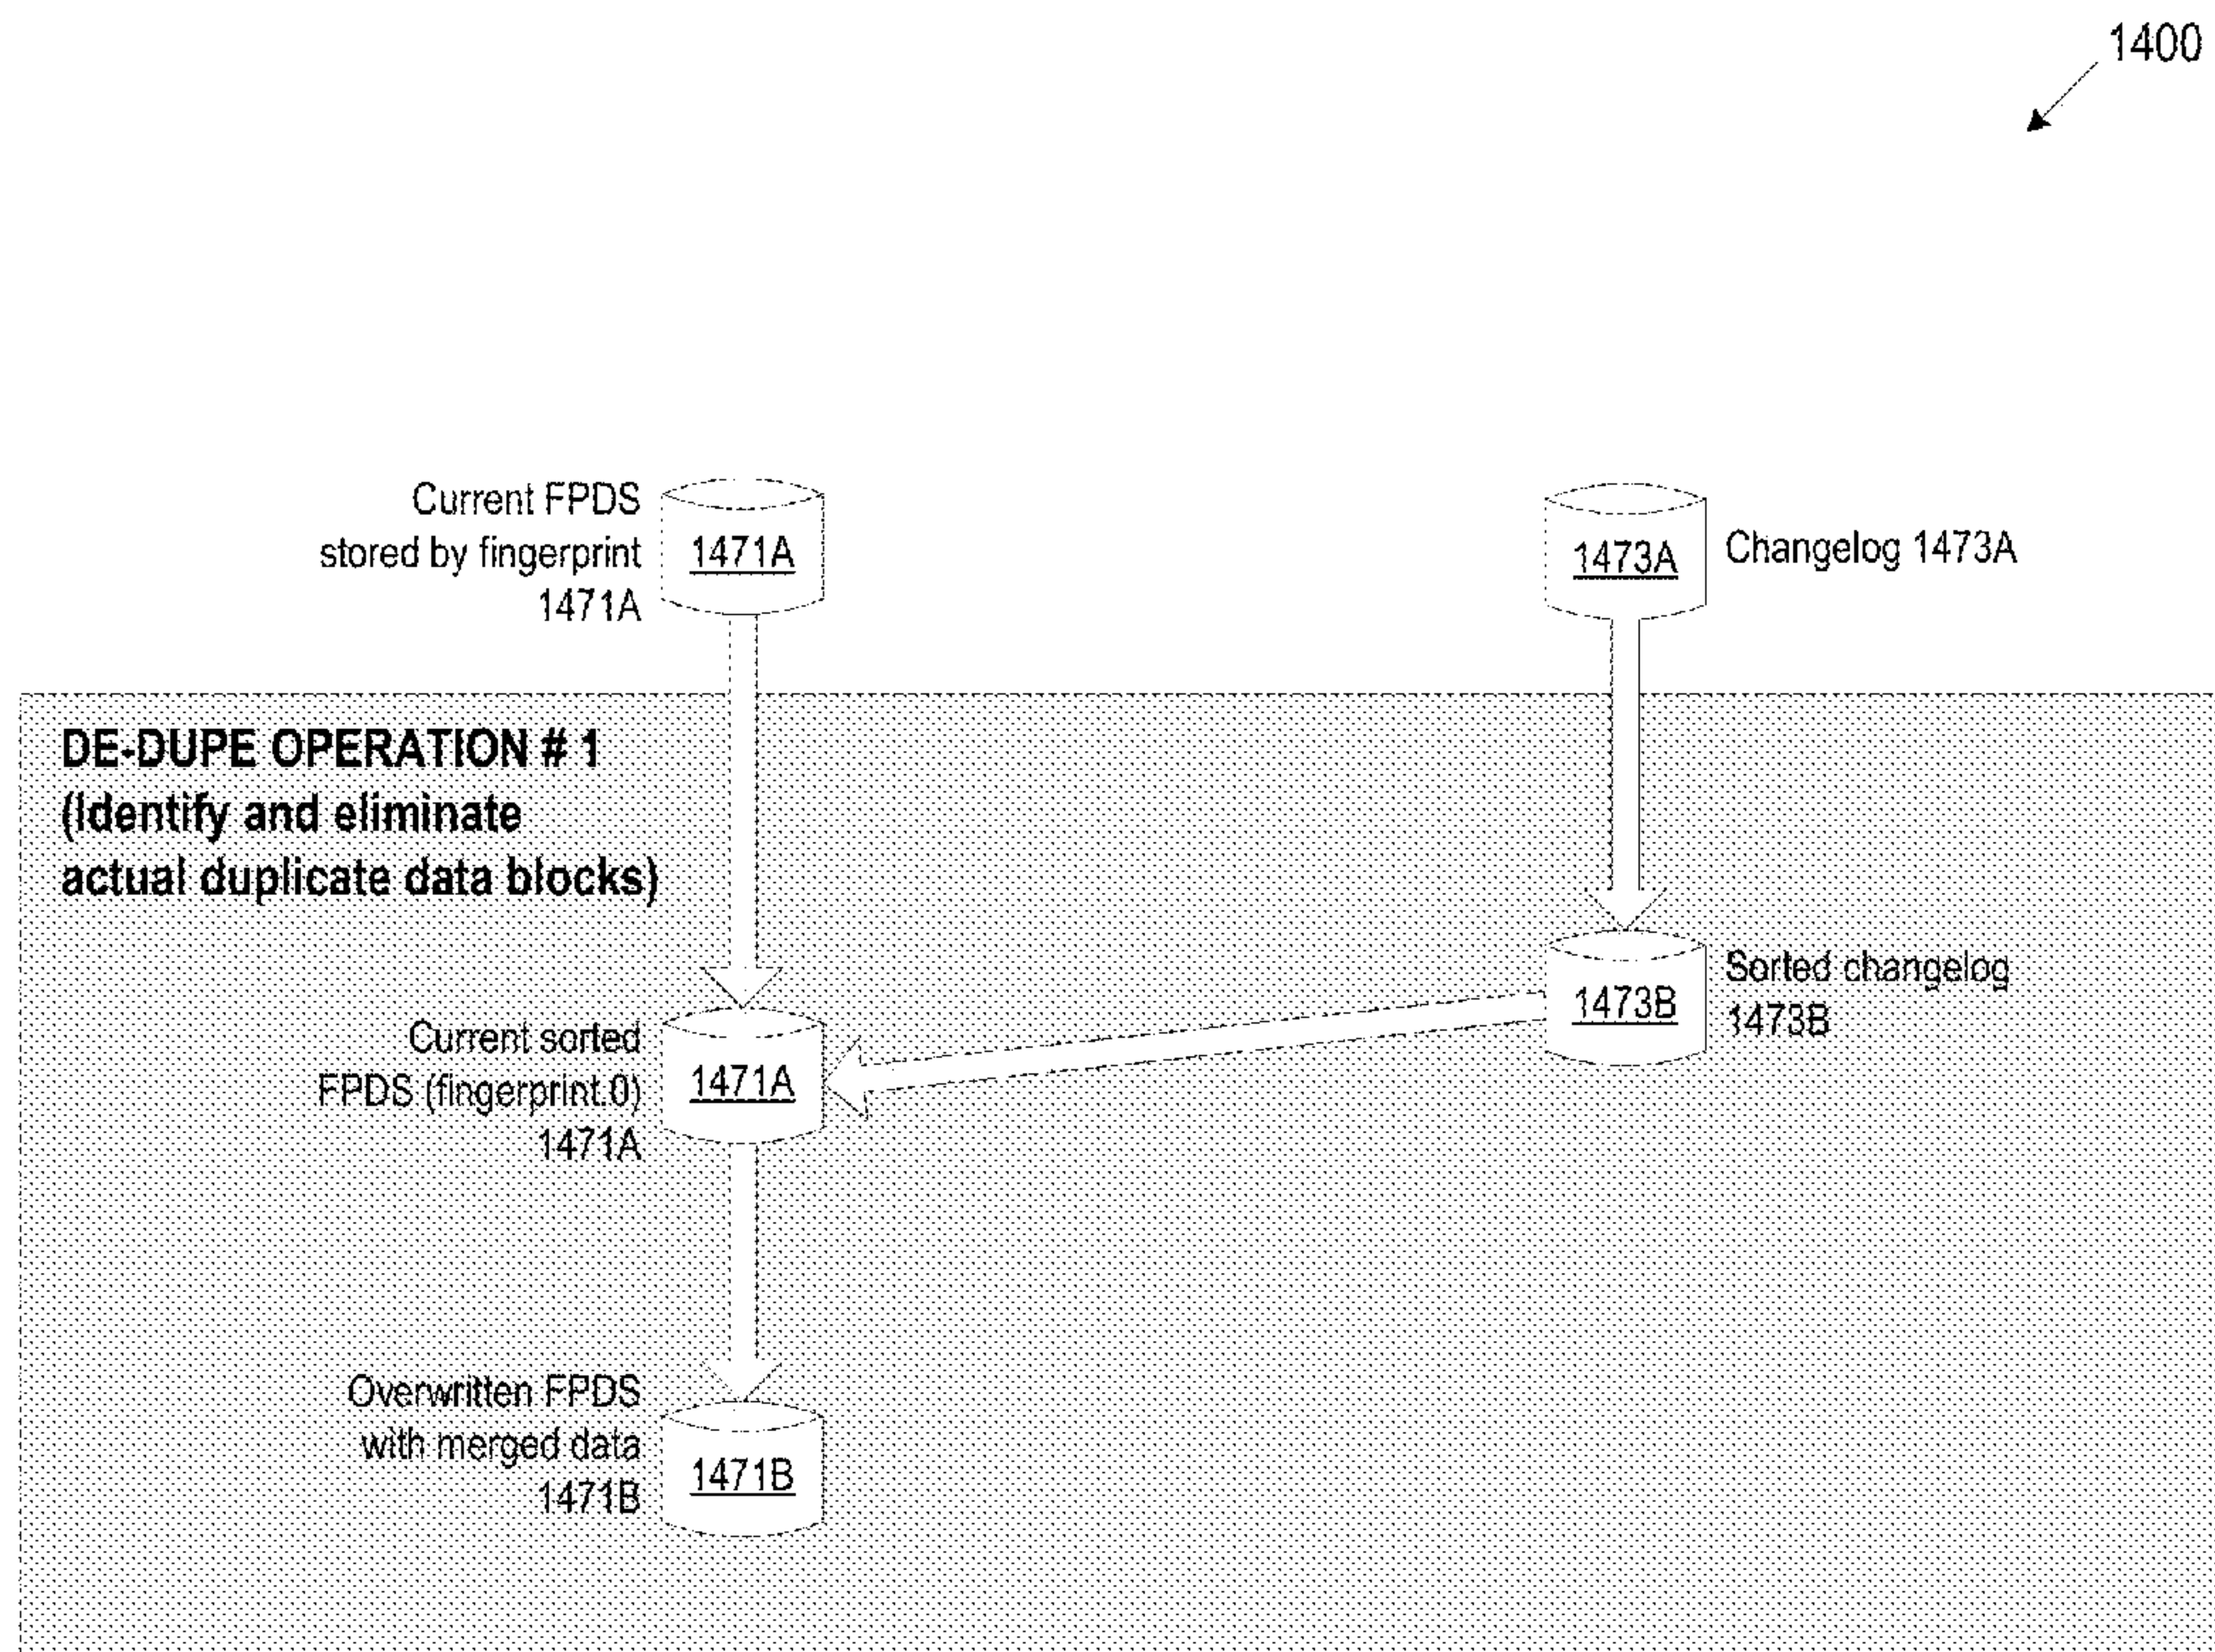 1400
Current FPDS
stored by fingerprint
1471A
1471A
1473A
Changelog 1473A
DE-DUPE OPERATION # 1
(Identify and eliminate
actual duplicate data blocks)
Current sorted
FPDS (fingerprint.0)
1471A
1471A
1473B
Sorted changelog
1473B
Overwritten FPDS
with merged data
1471B
1471B